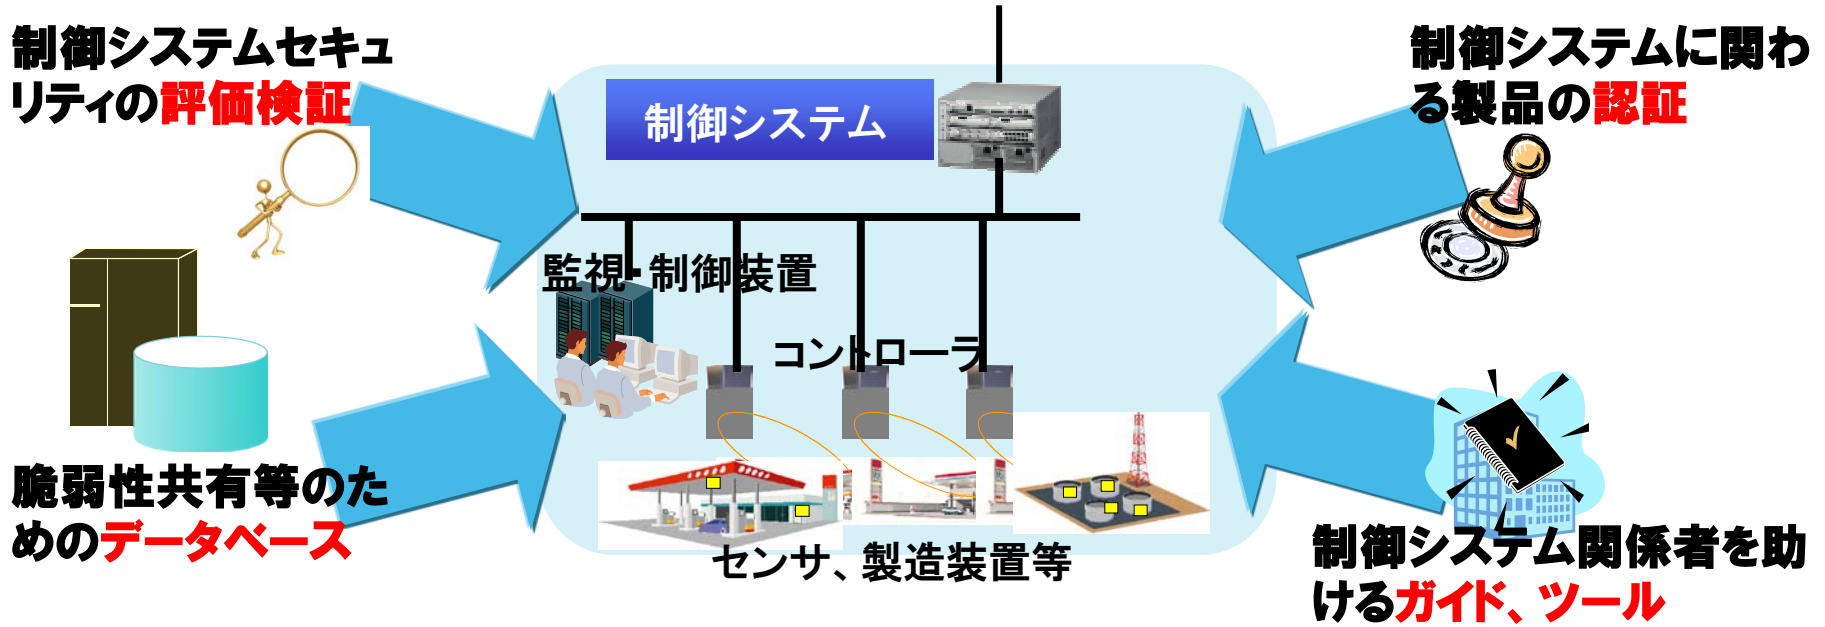 制御システムセキュ
リティの評価検証
制御システム
制御システムに関わ
る製品の認証
監視・制御装置
コントローラ
脆弱性共有等のた
めのデータベース
センサ、製造装置等
制御システム関係者を助
けるガイド、ツール